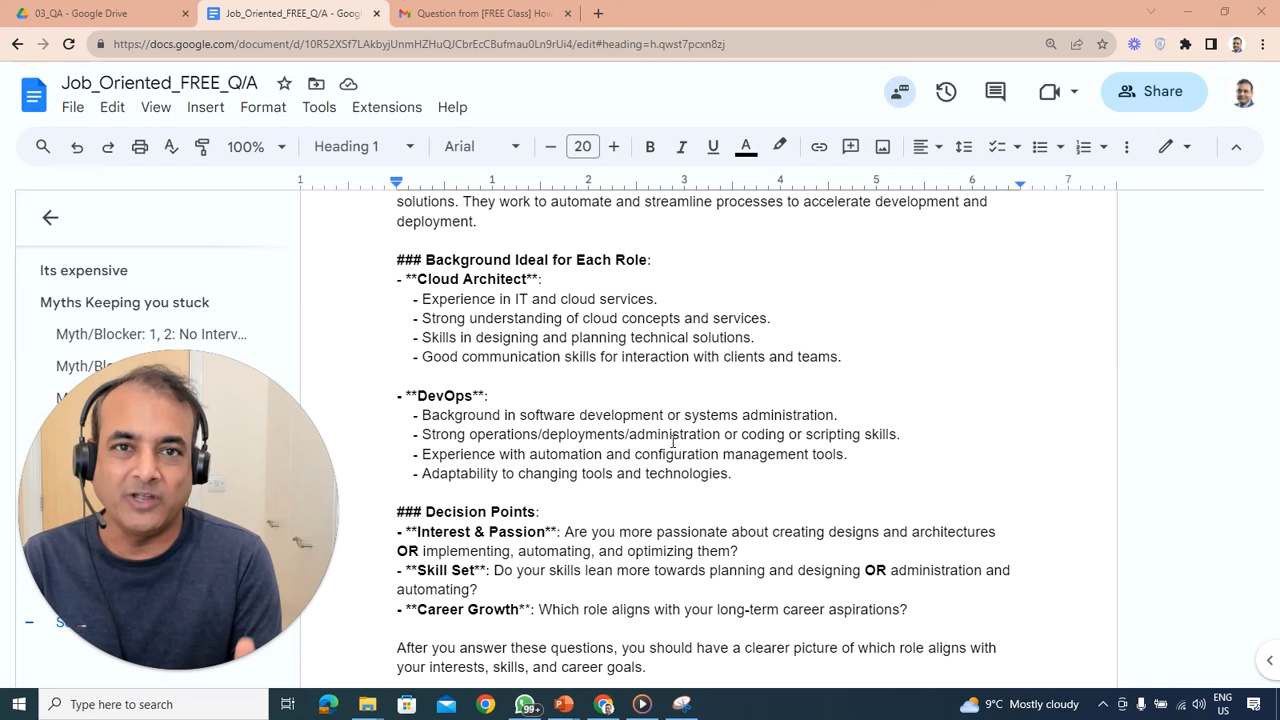 03_QA - Google Drive
Job_Oriented_FREE_Q/A - Goog
Question from [FREE Class] How
https://docs.google.com/document/d/10R52XSf7LAkbyjUnmHZHuQJCbrEcCBufmau0Ln9rUi4/edit#heading=h.qwst7pcxn8zj
Job_Oriented_FREE_Q/A
File Edit View Insert Format Tools Extensions Help
Share
100% Heading 1 Arial 20 B I U A
1 1 2 3 4 5 6 7
solutions. They work to automate and streamline processes to accelerate development and
deployment.
Its expensive
Myths Keeping you stuck
Myth/Blocker: 1, 2: No Interv...
### Background Ideal for Each Role:
- **Cloud Architect**:
- Experience in IT and cloud services.
- Strong understanding of cloud concepts and services.
- Skills in designing and planning technical solutions.
- Good communication skills for interaction with clients and teams.
- **DevOps**:
- Background in software development or systems administration.
- Strong operations/deployments/administration or coding or scripting skills.
- Experience with automation and configuration management tools.
- Adaptability to changing tools and technologies.
### Decision Points:
- **Interest & Passion**: Are you more passionate about creating designs and architectures
OR implementing, automating, and optimizing them?
- **Skill Set**: Do your skills lean more towards planning and designing OR administration and
automating?
- **Career Growth**: Which role aligns with your long-term career aspirations?
After you answer these questions, you should have a clearer picture of which role aligns with
your interests, skills, and career goals.
Type here to search
99+
9°C Mostly cloudy
ENG
US